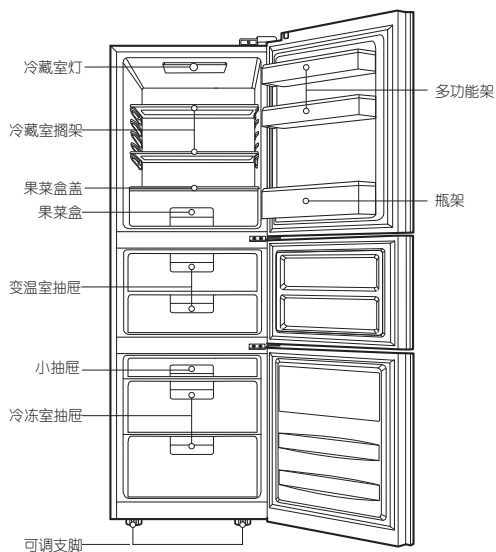 冷藏室灯
多功能架
冷藏室搁架
果菜盒盖
瓶架
果菜盒
变温室抽屉
小抽屉
冷冻室抽屉
可调支脚